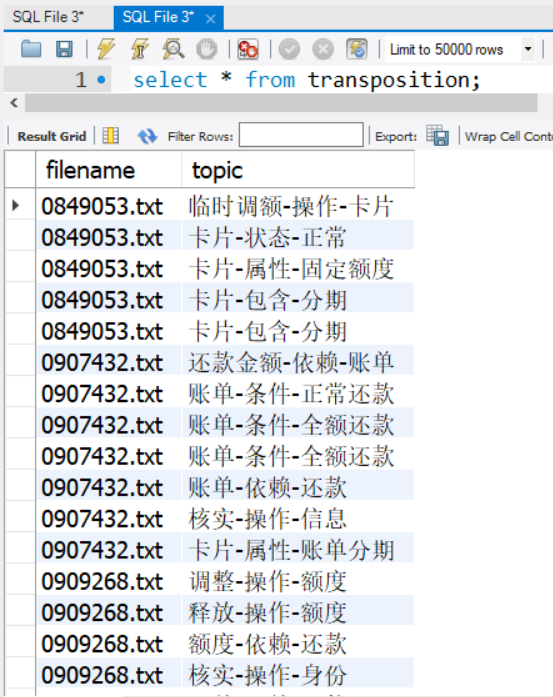 SQL File 3* SQL File 3* ×
Limit to 50000 rows
1 select * from transposition;
Result Grid Filter Rows: Export: Wrap Cell Cont
filename topic
0849053.txt 临时调额-操作-卡片
0849053.txt 卡片-状态-正常
0849053.txt 卡片-属性-固定额度
0849053.txt 卡片-包含-分期
0849053.txt 卡片-包含-分期
0907432.txt 还款金额-依赖-账单
0907432.txt 账单-条件-正常还款
0907432.txt 账单-条件-全额还款
0907432.txt 账单-条件-全额还款
0907432.txt 账单-依赖-还款
0907432.txt 核实-操作-信息
0907432.txt 卡片-属性-账单分期
0909268.txt 调整-操作-额度
0909268.txt 释放-操作-额度
0909268.txt 额度-依赖-还款
0909268.txt 核实-操作-身份